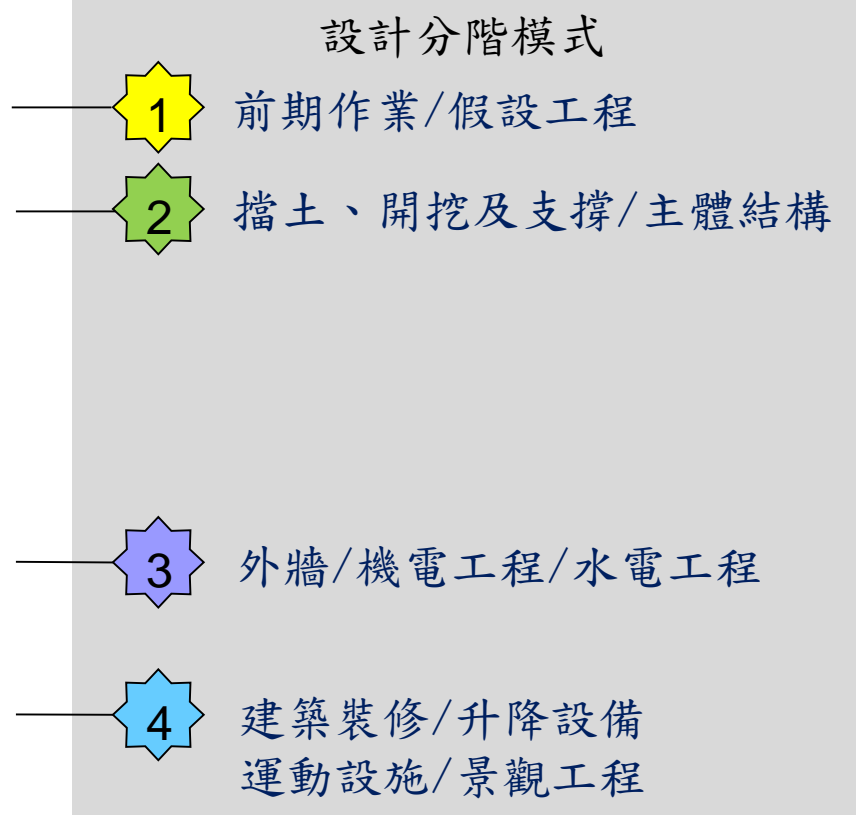 設計分階模式
1 前期作業/假設工程
2 擋土、開挖及支撐/主體結構
3 外牆/機電工程/水電工程
4 建築裝修/升降設備
運動設施/景觀工程